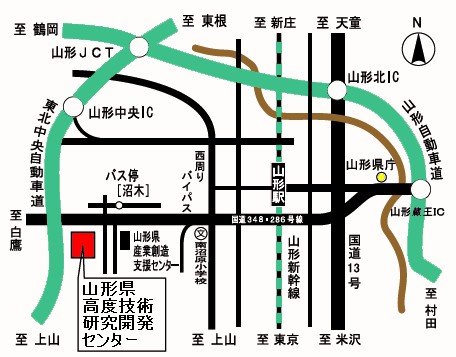 至 鶴岡
至 東根
至 新庄
至 天童
N
山形JCT
山形北IC
山形中央IC
東北中央自動車道
山形自動車道
西周り
バイパス
バス停
[沼木]
山形駅
山形県庁
山形蔵王IC
至
白鷹
国道348・286号線
山形県
産業創造
支援センター
文
南沼原小学校
山形新幹線
国道13号
山形県
高度技術
研究開発
センター
至 上山
至 上山
至 東京
至 米沢
至
村田